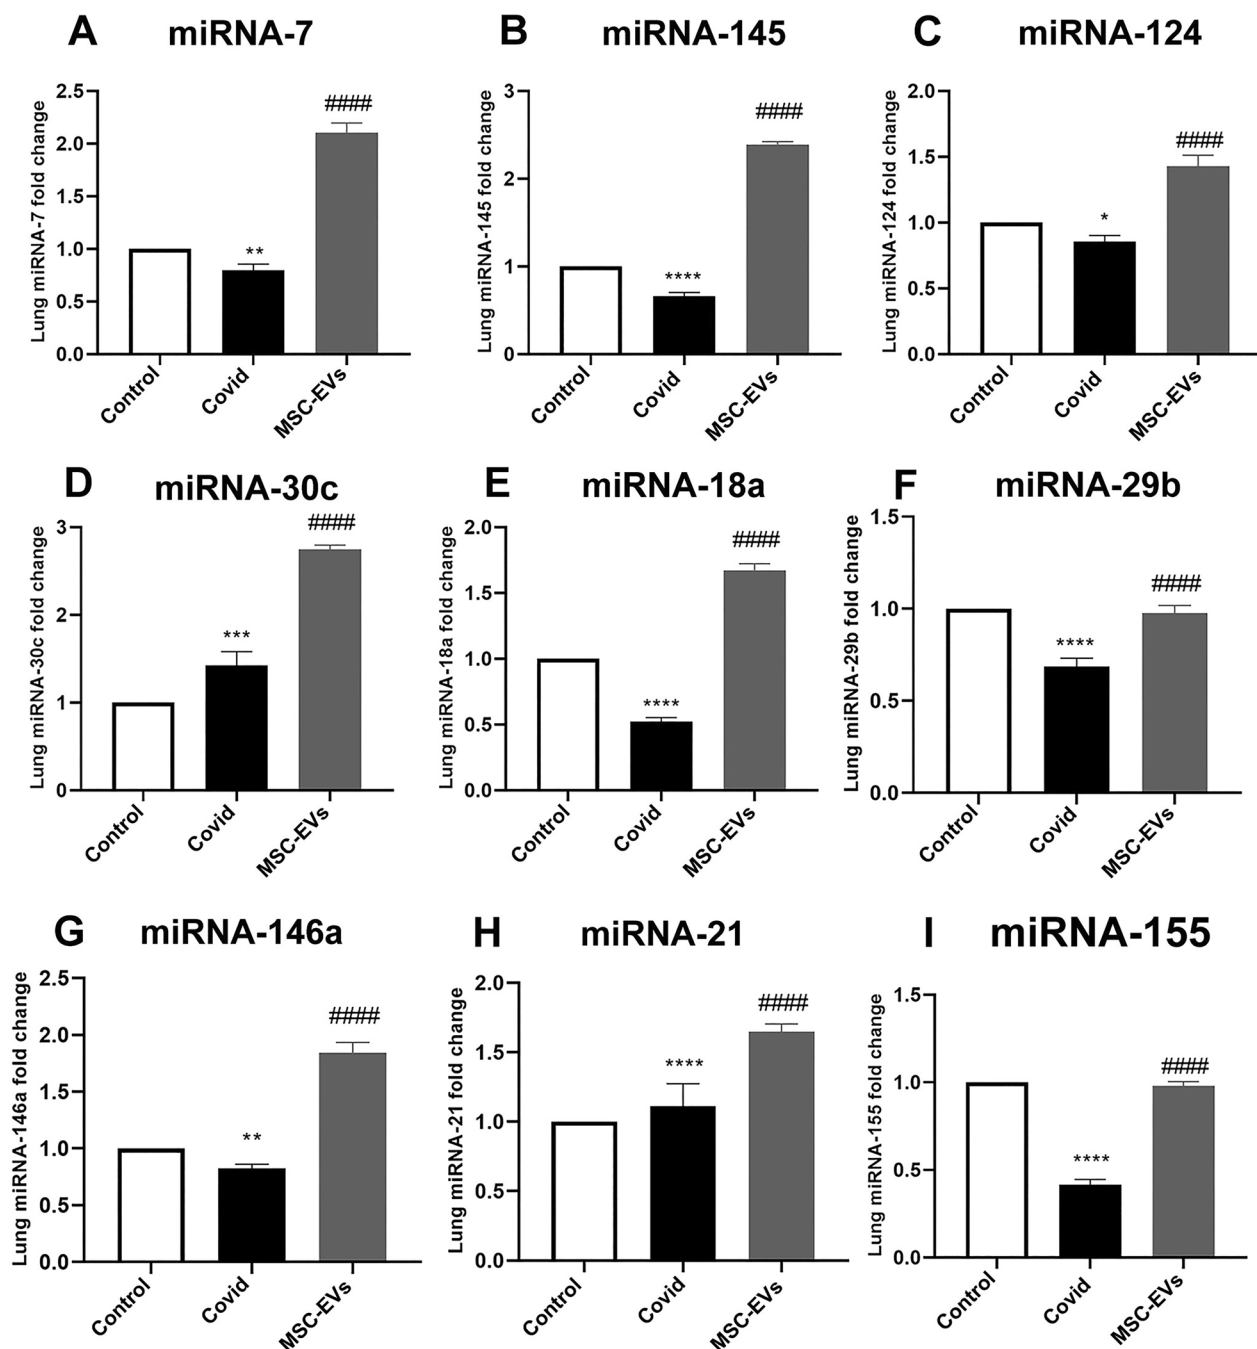 A miRNA-7
Lung miRNA-7 fold change
2.5
2.0
1.5
1.0
0.5
0.0
**
####
Control
Covid
MSC-EVs
B miRNA-145
Lung miRNA-145 fold change
3
2
1
0
****
####
Control
Covid
MSC-EVs
C miRNA-124
Lung miRNA-124 fold change
2.0
1.5
1.0
0.5
0.0
*
####
Control
Covid
MSC-EVs
D miRNA-30c
Lung miRNA-30c fold change
3
2
1
0
***
####
Control
Covid
MSC-EVs
E miRNA-18a
Lung miRNA-18a fold change
2.0
1.5
1.0
0.5
0.0
****
####
Control
Covid
MSC-EVs
F miRNA-29b
Lung miRNA-29b fold change
1.5
1.0
0.5
0.0
****
####
Control
Covid
MSC-EVs
G miRNA-146a
Lung miRNA-146a fold change
2.5
2.0
1.5
1.0
0.5
0.0
**
####
Control
Covid
MSC-EVs
H miRNA-21
Lung miRNA-21 fold change
2.0
1.5
1.0
0.5
0.0
****
####
Control
Covid
MSC-EVs
I miRNA-155
Lung miRNA-155 fold change
1.5
1.0
0.5
0.0
****
####
Control
Covid
MSC-EVs